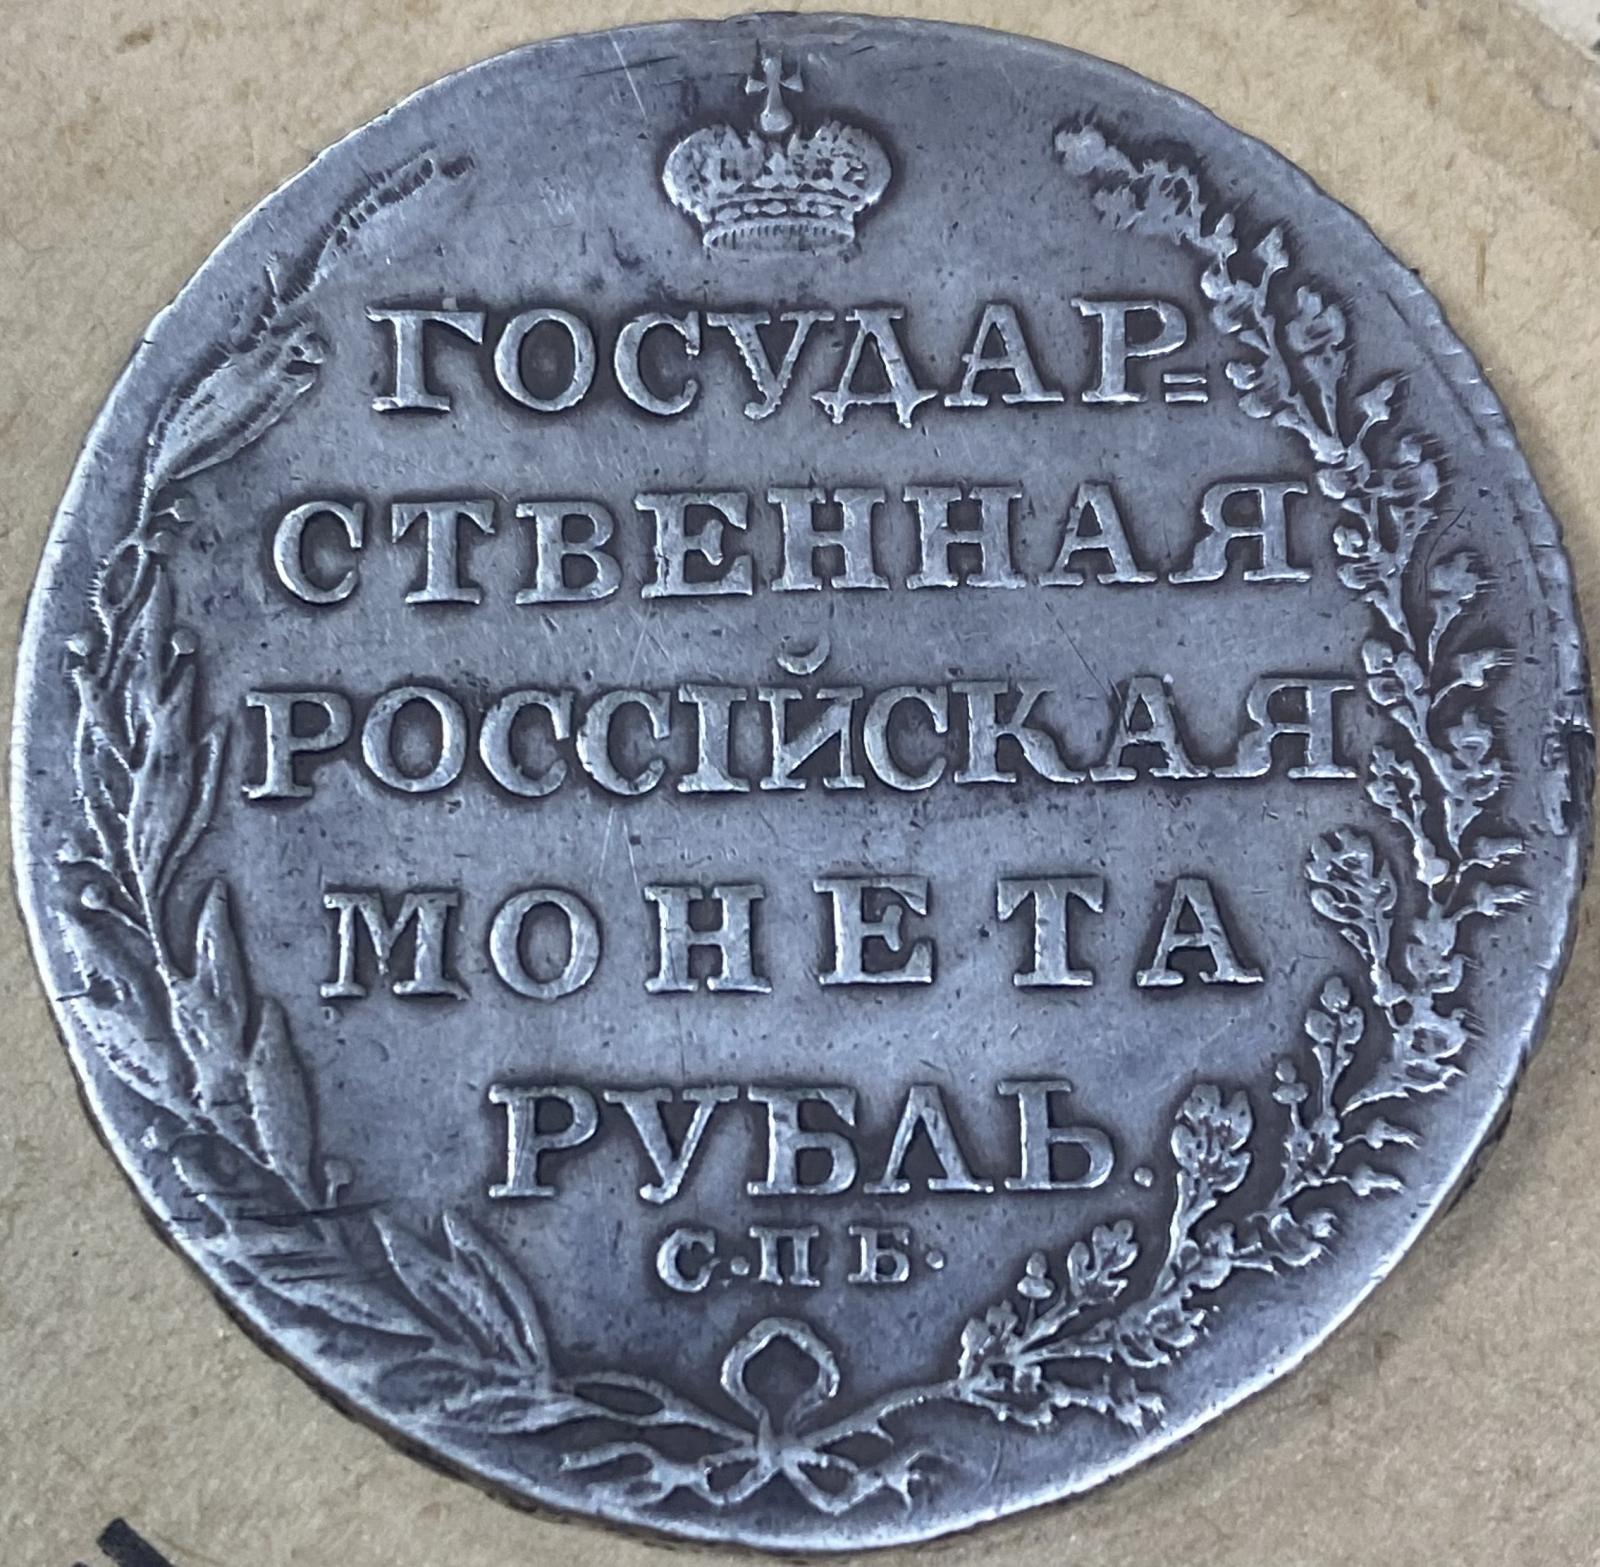 ГОСУДАР=
СТВЕННАЯ
РОССІЙСКАЯ
МОНЕТА
РУБЛЬ.
С·П Б·